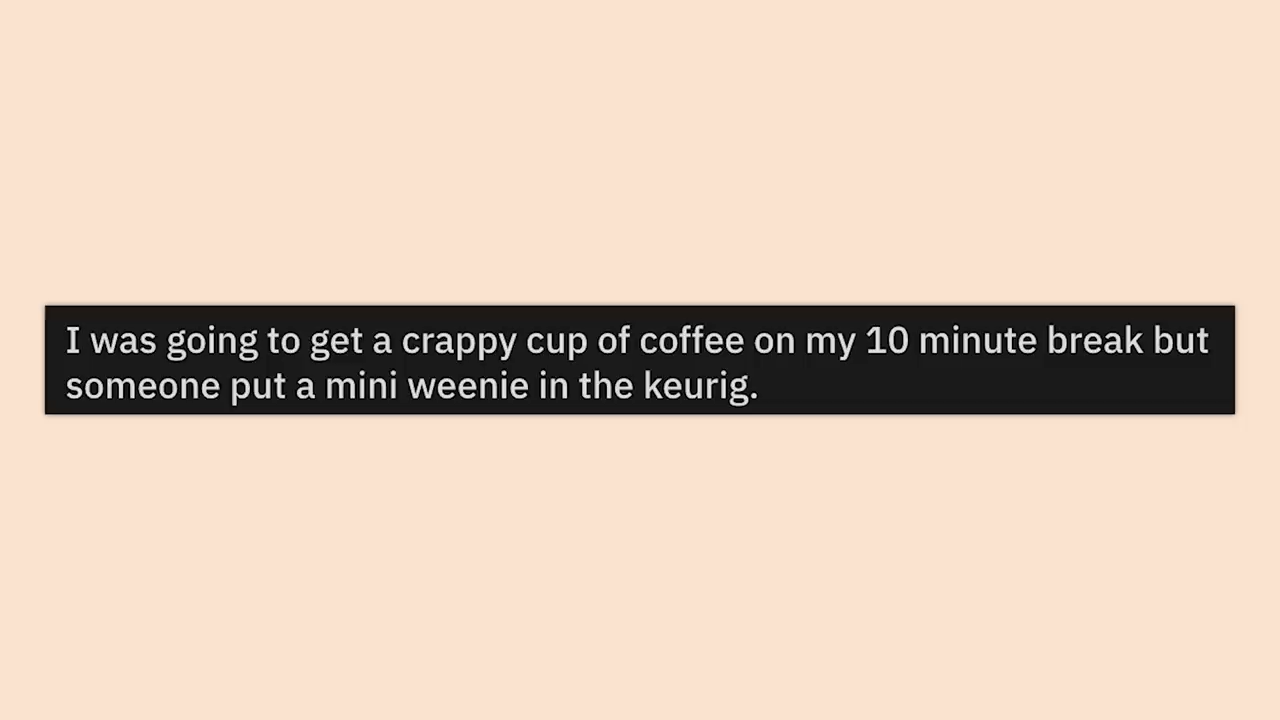 I was going to get a crappy cup of coffee on my 10 minute break but
someone put a mini weenie in the keurig.